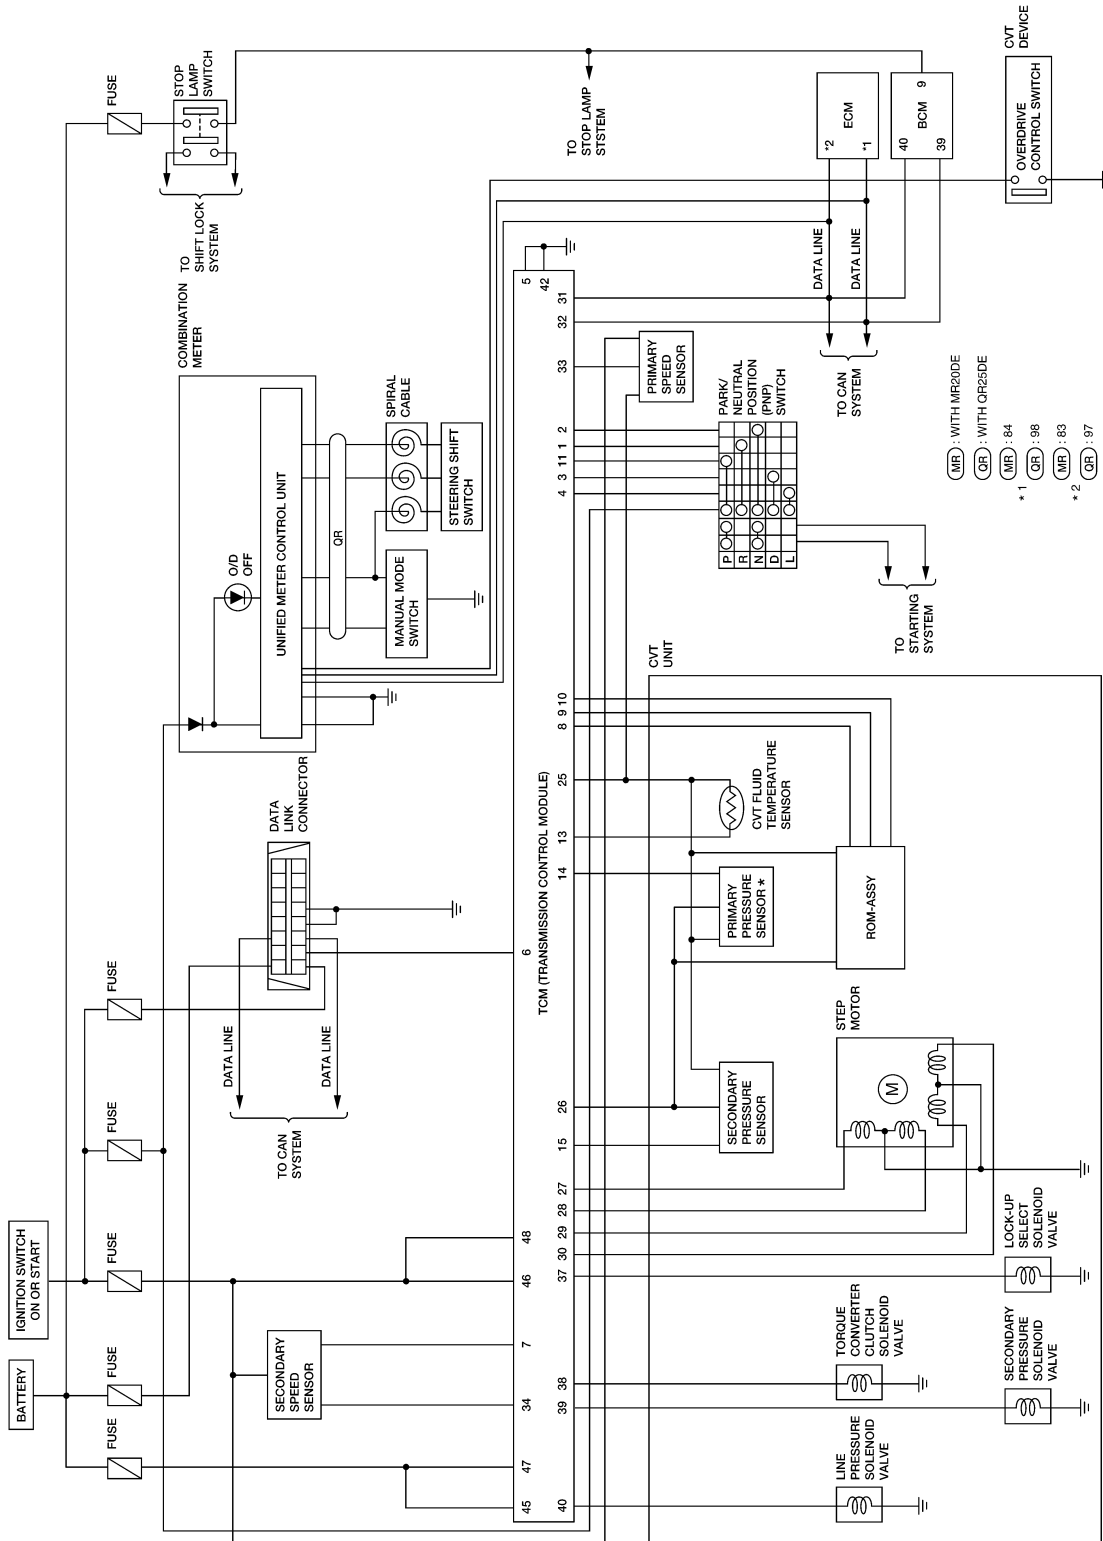 BATTERY
IGNITION SWITCH
ON OR START
FUSE
FUSE
FUSE
FUSE
FUSE
FUSE
STOP
LAMP
SWITCH
TO
SHIFT LOCK
SYSTEM
TO
STOP LAMP
STSTEM
COMBINATION
METER
UNIFIED METER CONTROL UNIT
O/D
OFF
QR
SPIRAL
CABLE
STEERING SHIFT
SWITCH
MANUAL MODE
SWITCH
DATA
LINK
CONNECTOR
DATA LINE
DATA LINE
TO CAN
SYSTEM
SECONDARY
SPEED
SENSOR
TCM (TRANSMISSION CONTROL MODULE)
45
47
34
7
46
48
6
5
42
40
39
38
37
30
29
28
27
15
26
14
13
25
8
9
10
4
3
11
1
2
33
32
31
ECM
*2
*1
BCM
9
40
39
CVT
DEVICE
OVERDRIVE
CONTROL SWITCH
DATA LINE
DATA LINE
TO CAN
SYSTEM
PRIMARY
SPEED
SENSOR
PARK/
NEUTRAL
POSITION
(PNP)
SWITCH
P
R
N
D
L
TO
STARTING
SYSTEM
MR : WITH MR20DE
QR : WITH QR25DE
* 1 MR : 84
QR : 98
* 2 MR : 83
QR : 97
CVT
UNIT
CVT FLUID
TEMPERATURE
SENSOR
PRIMARY
PRESSURE
SENSOR *
ROM-ASSY
SECONDARY
PRESSURE
SENSOR
STEP
MOTOR
M
LOCK-UP
SELECT
SOLENOID
VALVE
TORQUE
CONVERTER
CLUTCH
SOLENOID
VALVE
SECONDARY
PRESSURE
SOLENOID
VALVE
LINE
PRESSURE
SOLENOID
VALVE